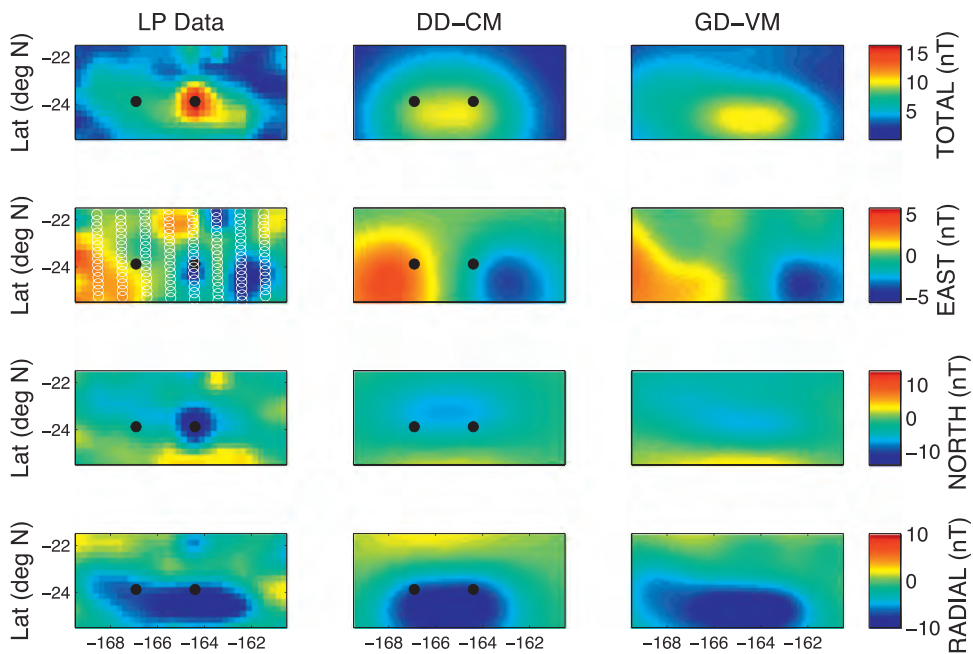 LP Data DD−CM GD−VM
Lat (deg N) −22 −24 15 10 5 TOTAL (nT)
Lat (deg N) −22 −24 5 0 −5 EAST (nT)
Lat (deg N) −22 −24 10 0 −10 NORTH (nT)
Lat (deg N) −22 −24 10 0 −10 RADIAL (nT)
−168 −166 −164 −162 −168 −166 −164 −162 −168 −166 −164 −162